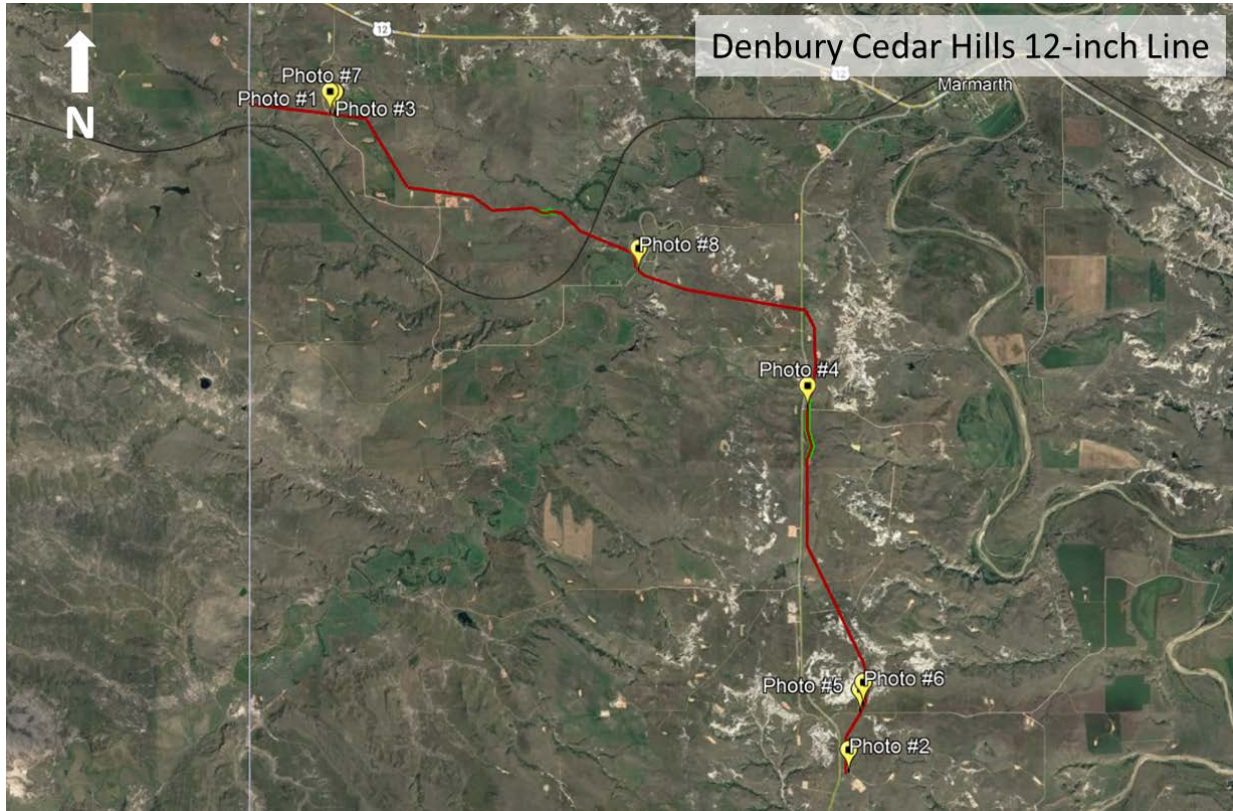 Denbury Cedar Hills 12-inch Line
12
12
Marmarth
N
Photo #7
Photo #1
Photo #3
Photo #8
Photo #4
Photo #5
Photo #6
Photo #2